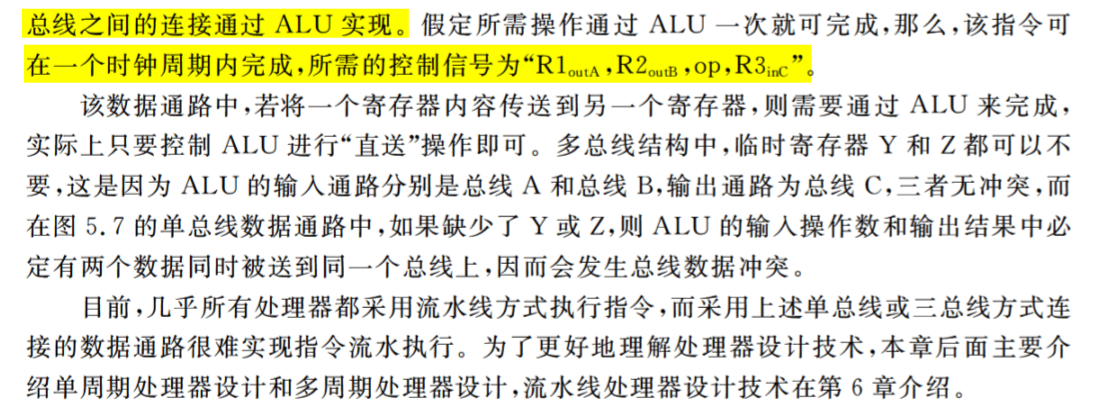 总线之间的连接通过 ALU 实现。假定所需操作通过 ALU 一次就可完成,那么,该指令可
在一个时钟周期内完成,所需的控制信号为“R1outA,R2outB,op,R3inC”。
该数据通路中,若将一个寄存器内容传送到另一个寄存器,则需要通过 ALU 来完成,
实际上只要控制 ALU 进行“直送”操作即可。多总线结构中,临时寄存器 Y 和 Z 都可以不
要,这是因为 ALU 的输入通路分别是总线 A 和总线 B,输出通路为总线 C,三者无冲突,而
在图 5.7 的单总线数据通路中,如果缺少了 Y 或 Z,则 ALU 的输入操作数和输出结果中必
定有两个数据同时被送到同一个总线上,因而会发生总线数据冲突。
目前,几乎所有处理器都采用流水线方式执行指令,而采用上述单总线或三总线方式连
接的数据通路很难实现指令流水执行。为了更好地理解处理器设计技术,本章后面主要介
绍单周期处理器设计和多周期处理器设计,流水线处理器设计技术在第 6 章介绍。